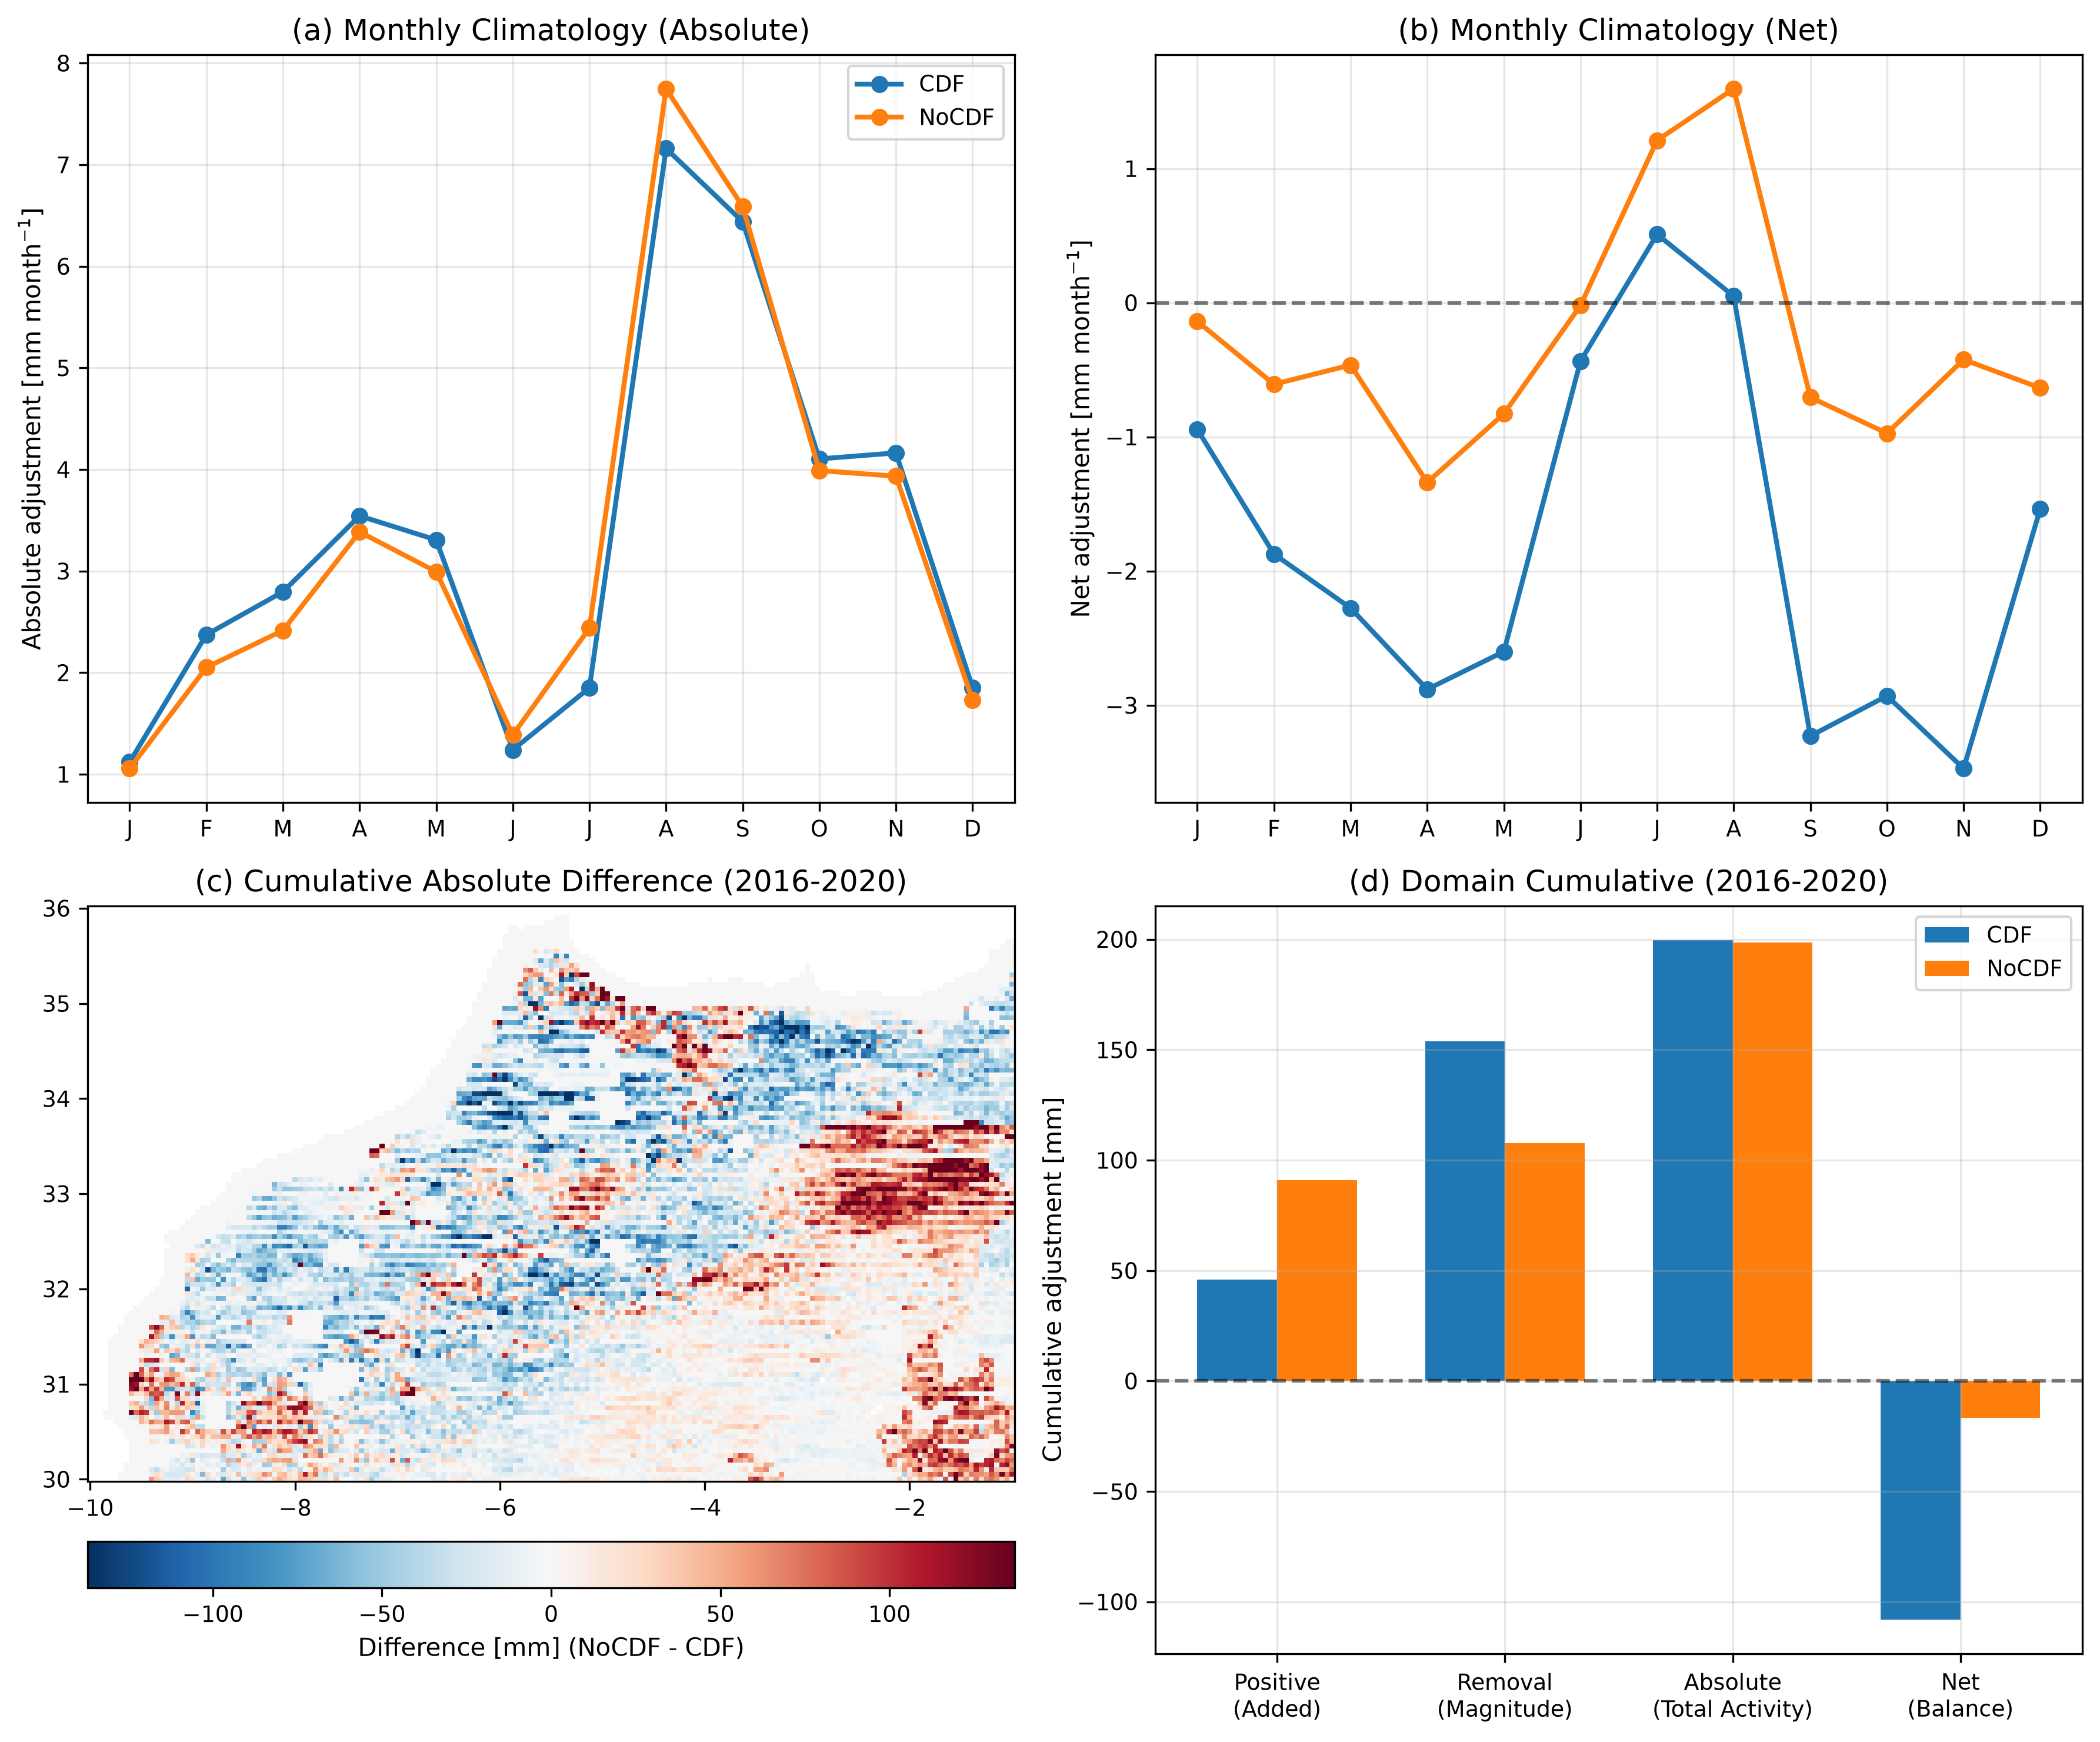 (a) Monthly Climatology (Absolute)
Absolute adjustment [mm month⁻¹]
8
7
6
5
4
3
2
1
CDF
NoCDF
J F M A M J J A S O N D
(b) Monthly Climatology (Net)
Net adjustment [mm month⁻¹]
1
0
−1
−2
−3
J F M A M J J A S O N D
(c) Cumulative Absolute Difference (2016-2020)
36
35
34
33
32
31
30
−10 −8 −6 −4 −2
−100 −50 0 50 100
Difference [mm] (NoCDF - CDF)
(d) Domain Cumulative (2016-2020)
Cumulative adjustment [mm]
200
150
100
50
0
−50
−100
CDF
NoCDF
Positive
(Added)
Removal
(Magnitude)
Absolute
(Total Activity)
Net
(Balance)